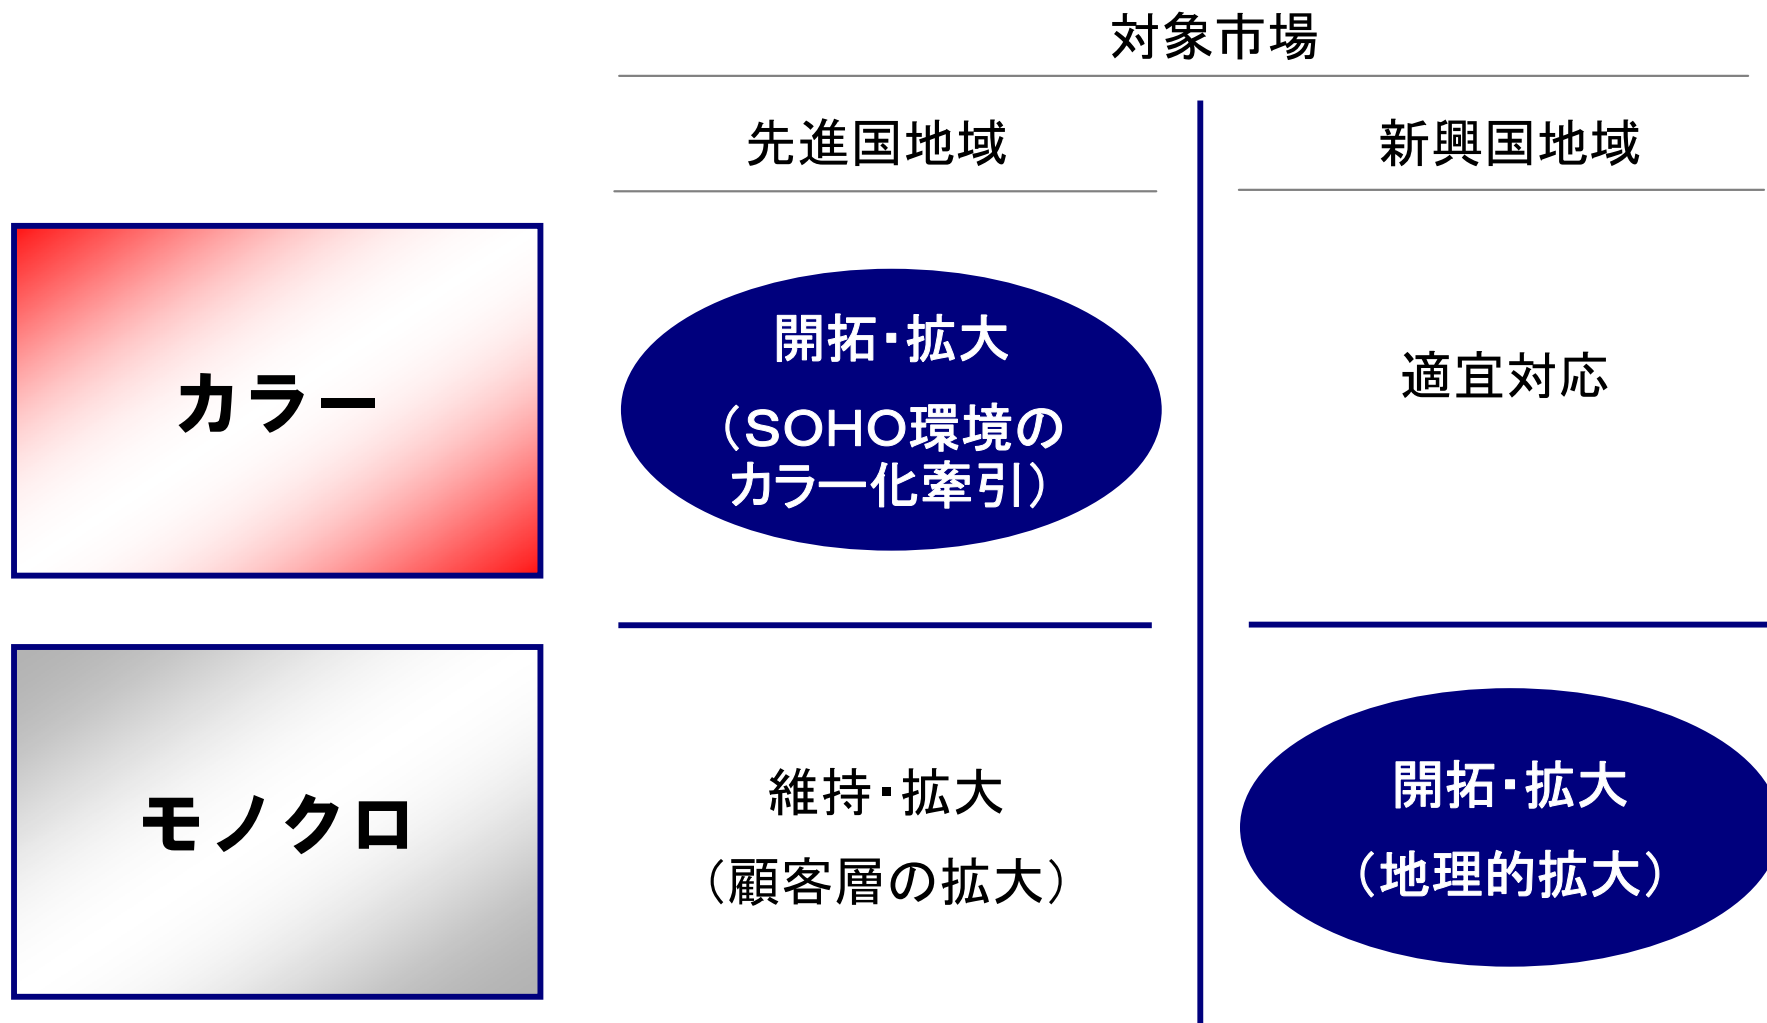 対象市場
先進国地域
新興国地域
カラー
開拓・拡大
（SOHO環境の
カラー化牽引）
適宜対応
モノクロ
維持・拡大
（顧客層の拡大）
開拓・拡大
（地理的拡大）